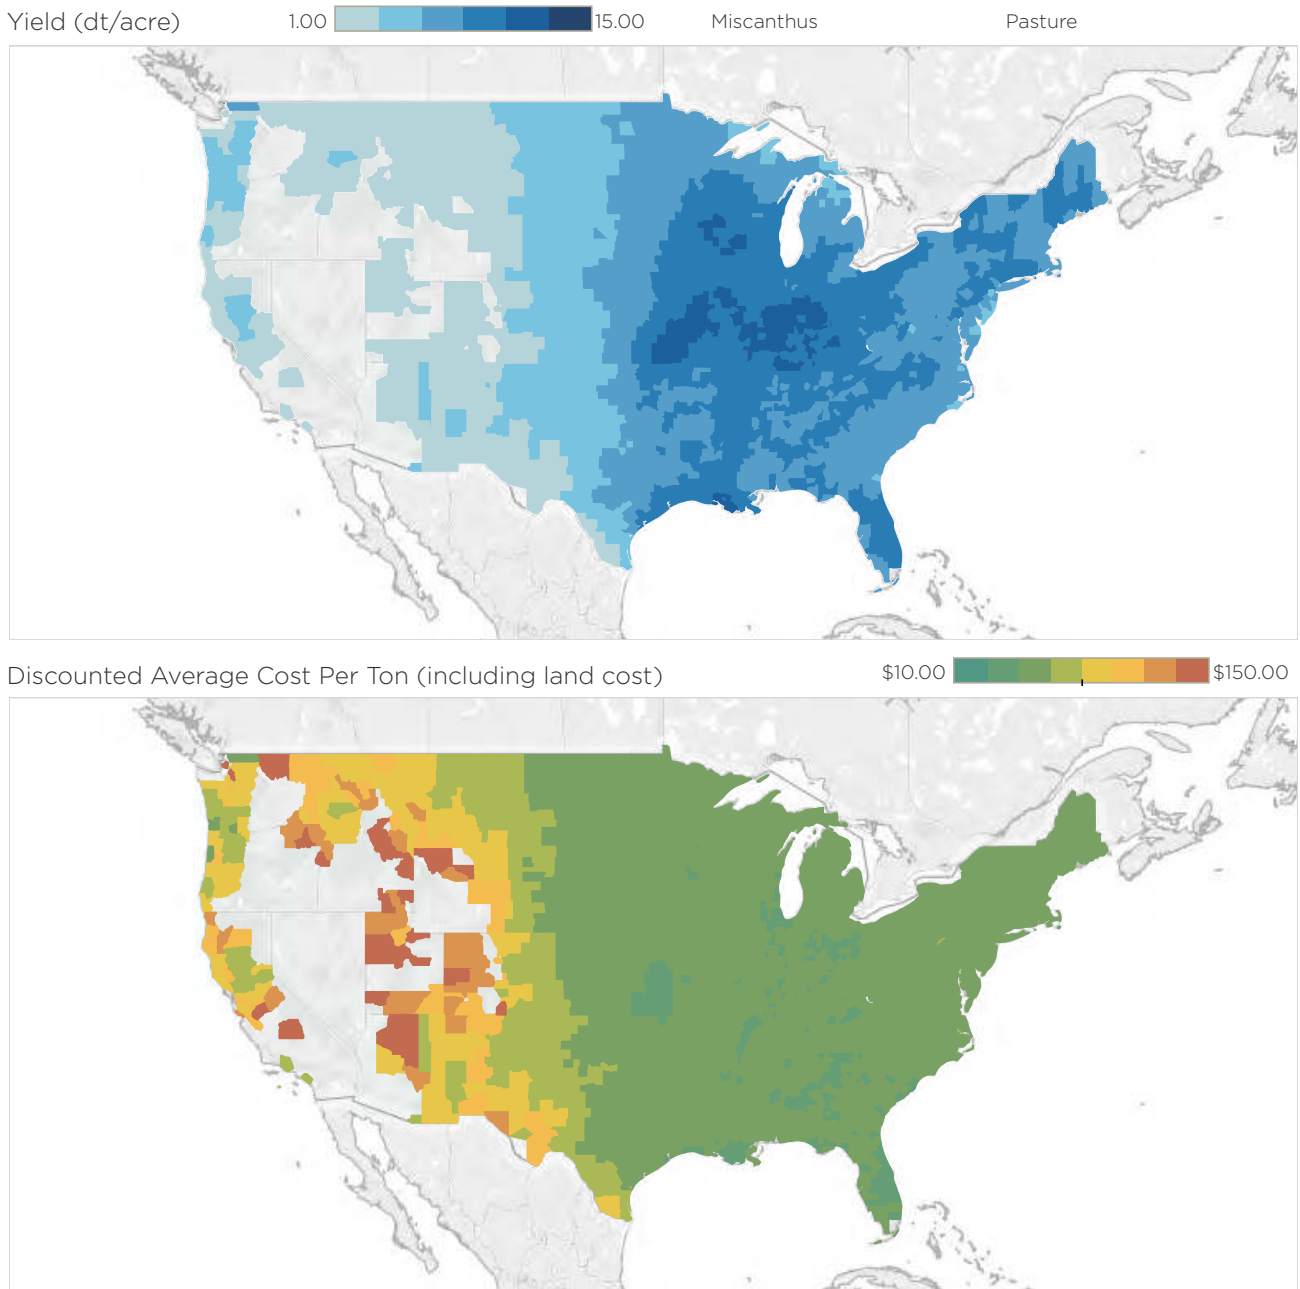 Yield (dt/acre) 1.00 15.00 Miscanthus Pasture
Discounted Average Cost Per Ton (including land cost) $10.00 $150.00